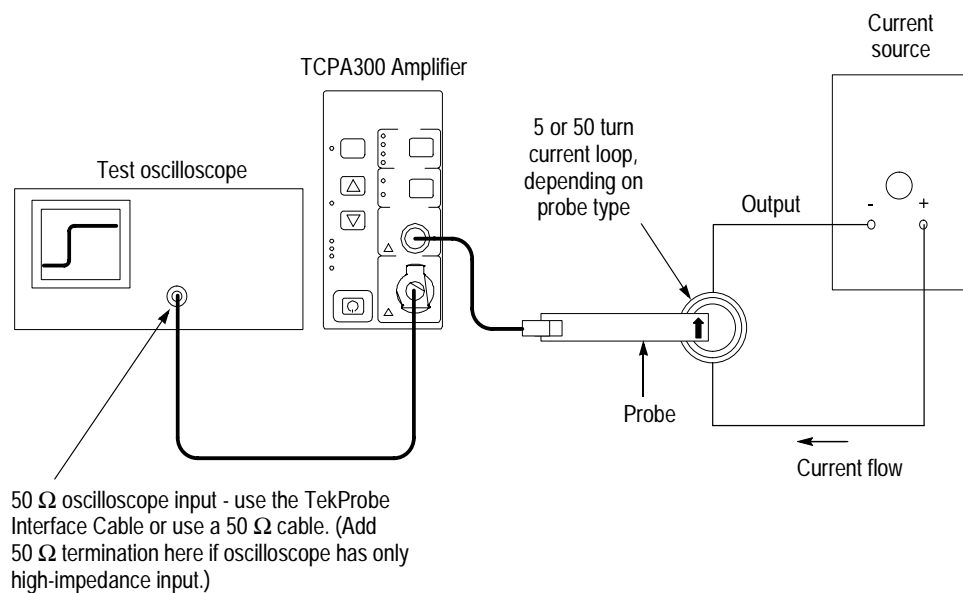 Current
source
TCPA300 Amplifier
5 or 50 turn
current loop,
depending on
probe type
Test oscilloscope
Output
- +
Probe
Current flow
50 Ω oscilloscope input - use the TekProbe
Interface Cable or use a 50 Ω cable. (Add
50 Ω termination here if oscilloscope has only
high-impedance input.)